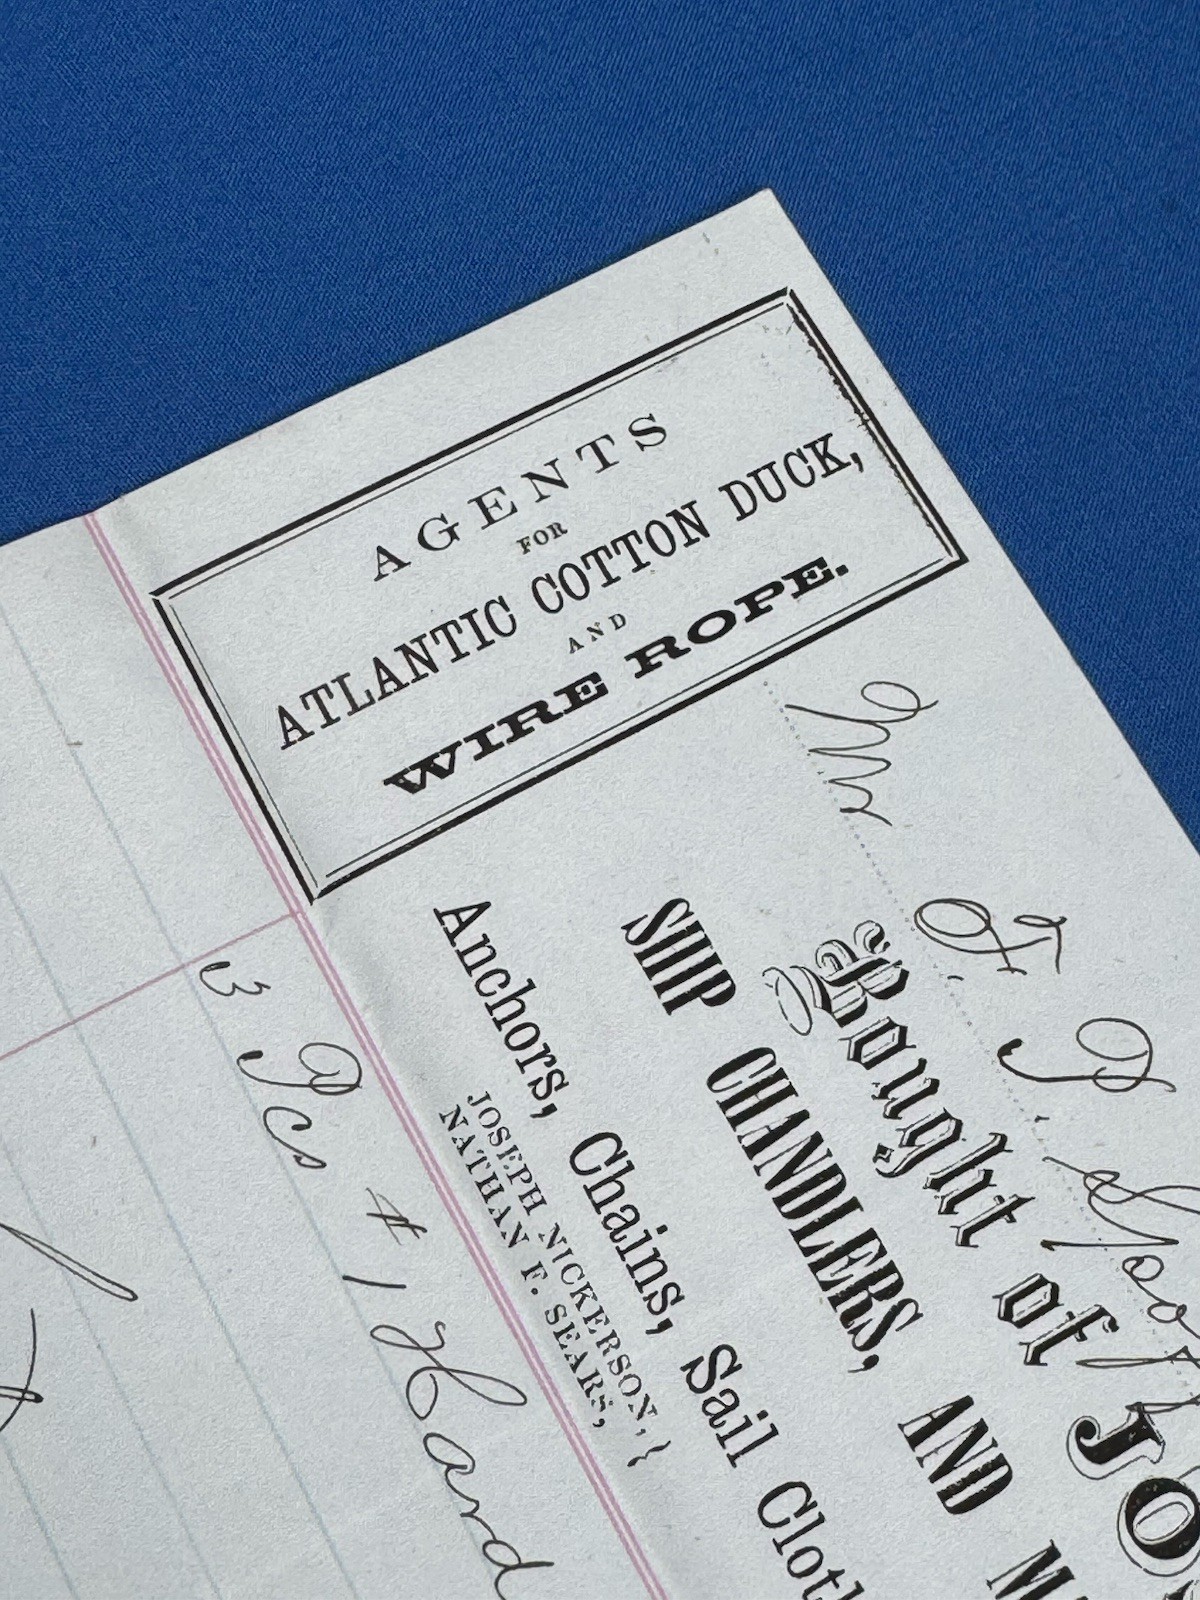 AGENTS
FOR
ATLANTIC COTTON DUCK,
AND
WIRE ROPE.
Mr F. P.
Bought of JO
SHIP CHANDLERS, AND
Anchors, Chains, Sail Cloth
JOSEPH NICKERSON,}
NATHAN F. SEARS,
3 Pcs # 1 Hard